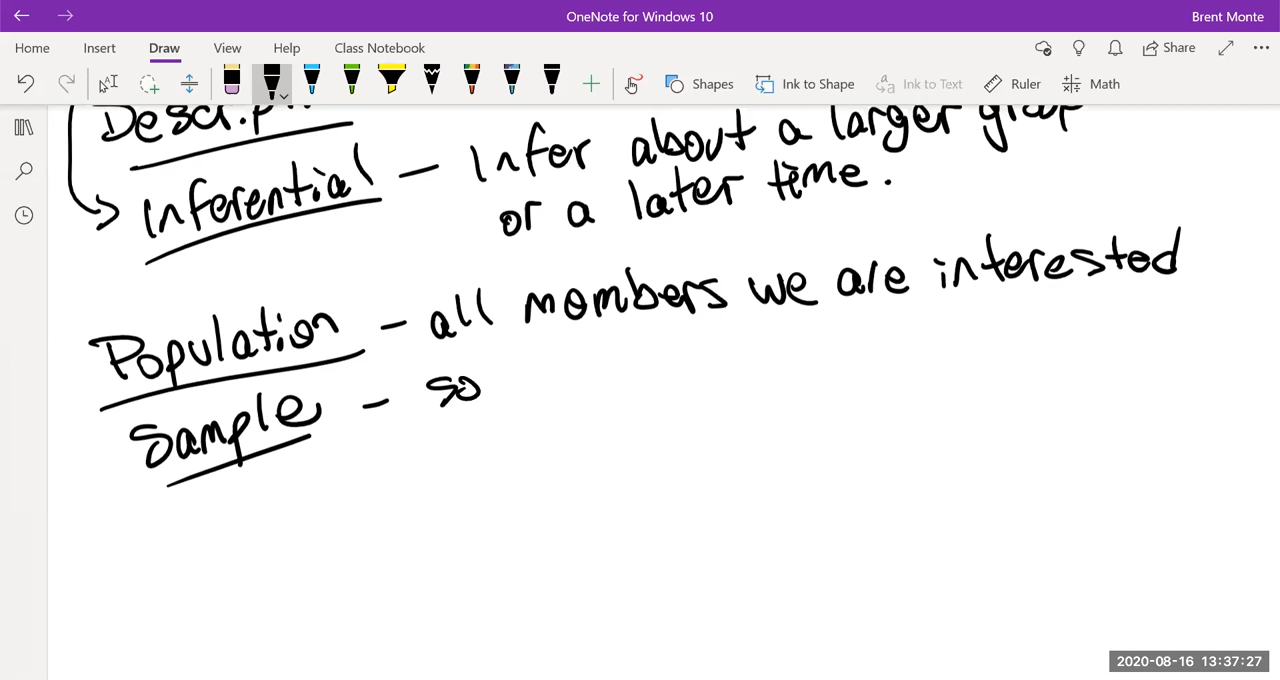 OneNote for Windows 10
Brent Monte
Home Insert Draw View Help Class Notebook Share
Shapes Ink to Shape Ink to Text Ruler Math
Inferential - Infer about a larger group
or a later time.
Population - all members we are interested
Sample - so
2020-08-16 13:37:27